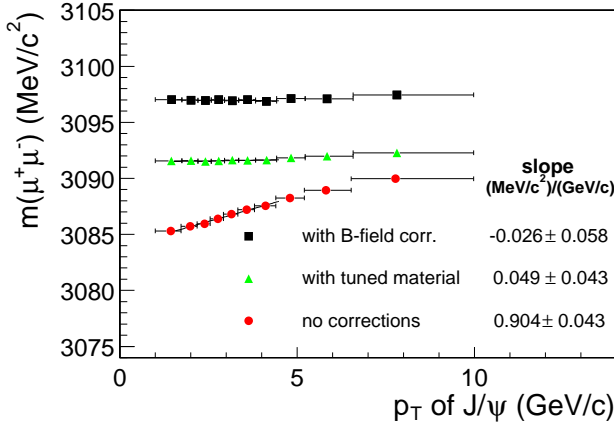 m(μ⁺μ⁻) (MeV/c²)
3105
3100
3095
3090
3085
3080
3075
slope
(MeV/c²)/(GeV/c)
with B-field corr. -0.026 ± 0.058
with tuned material 0.049 ± 0.043
no corrections 0.904 ± 0.043
0 5 10
p_T of J/ψ (GeV/c)